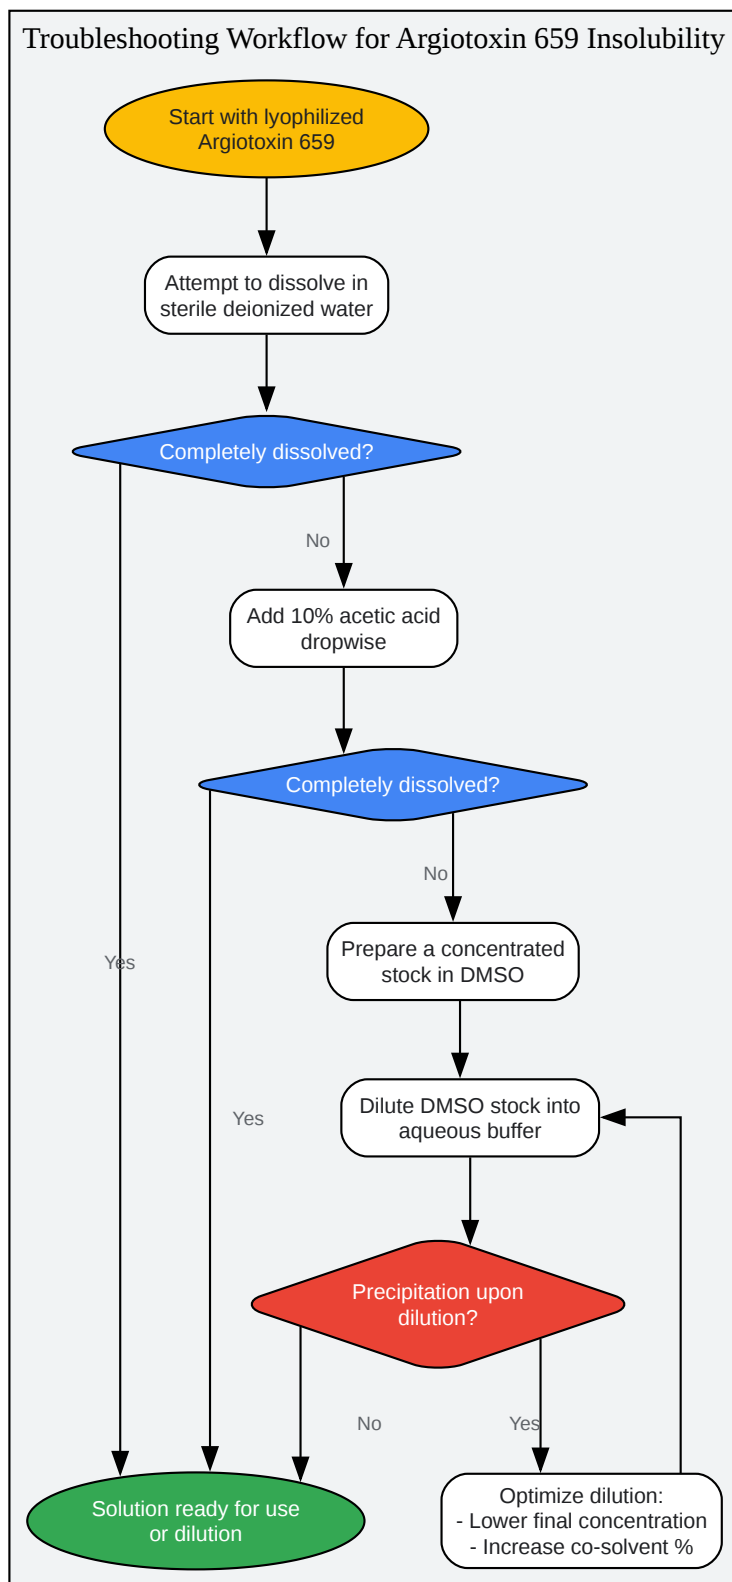 Troubleshooting Workflow for Argiotoxin 659 Insolubility
Start with lyophilized
Argiotoxin 659
Attempt to dissolve in
sterile deionized water
Completely dissolved?
No
Add 10% acetic acid
dropwise
Completely dissolved?
No
Prepare a concentrated
stock in DMSO
Yes
Dilute DMSO stock into
aqueous buffer
Yes
Precipitation upon
dilution?
No
Yes
Solution ready for use
or dilution
Optimize dilution:
- Lower final concentration
- Increase co-solvent %